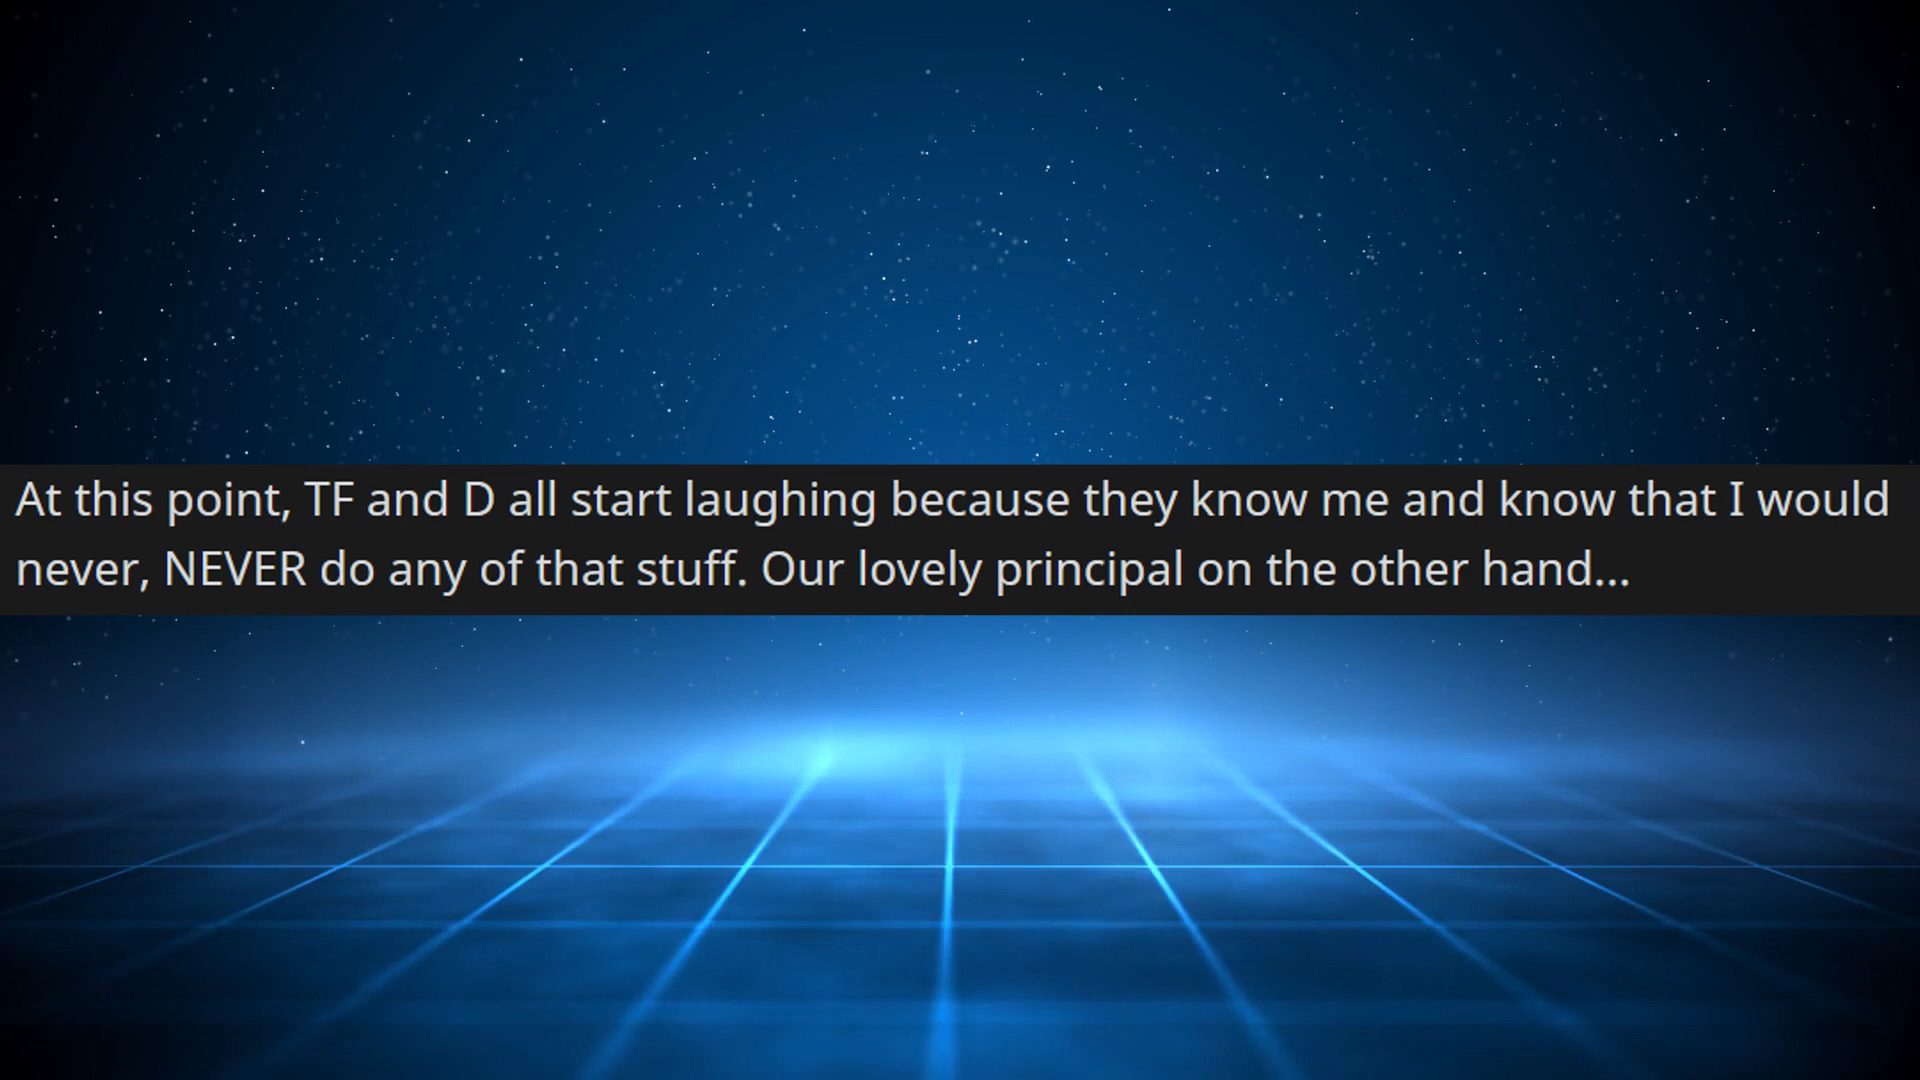 At this point, TF and D all start laughing because they know me and know that I would
never, NEVER do any of that stuff. Our lovely principal on the other hand...